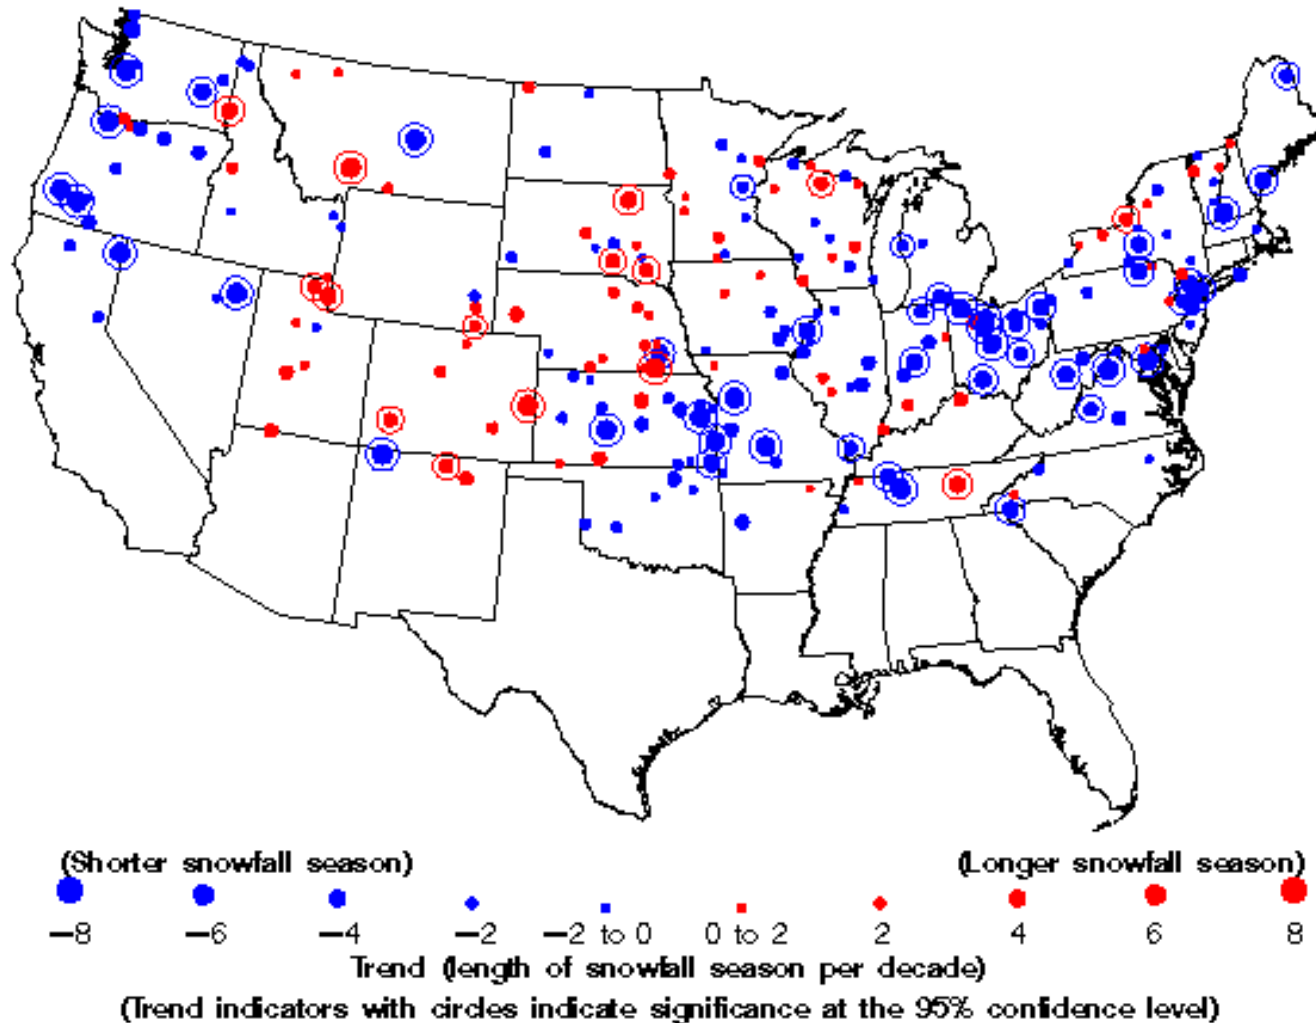 (Shorter snowfall season) (Longer snowfall season)
−8 −6 −4 −2 −2 to 0 0 to 2 2 4 6 8
Trend (length of snowfall season per decade)
(Trend indicators with circles indicate significance at the 95% confidence level)